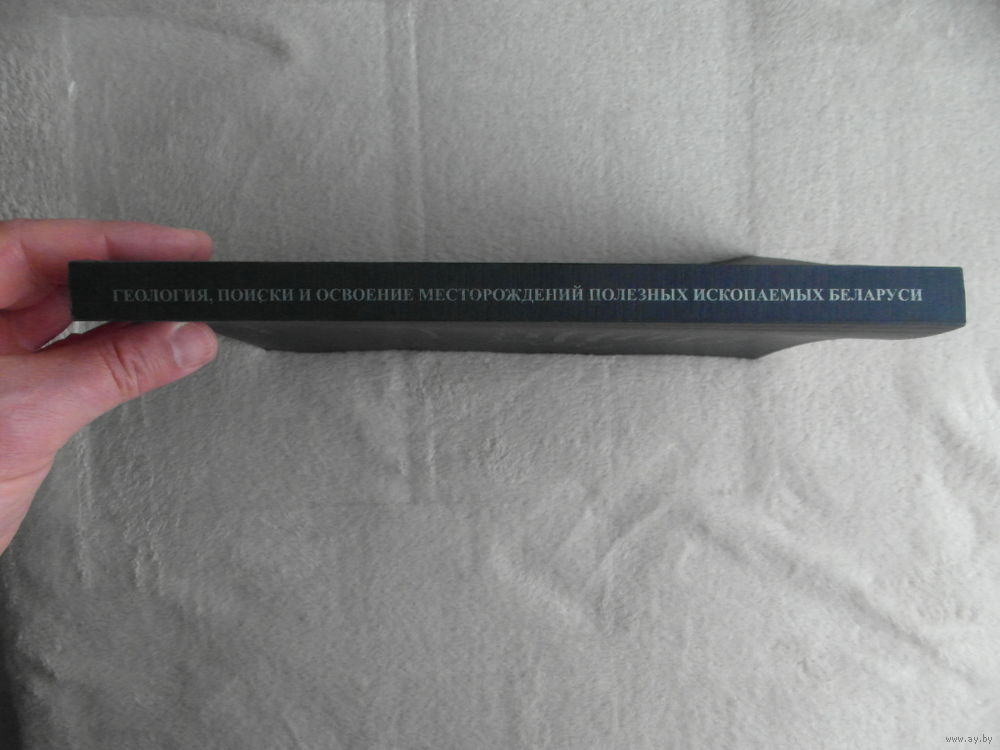 ГЕОЛОГИЯ, ПОИСКИ И ОСВОЕНИЕ МЕСТОРОЖДЕНИЙ ПОЛЕЗНЫХ ИСКОПАЕМЫХ БЕЛАРУСИ
www.ay.by